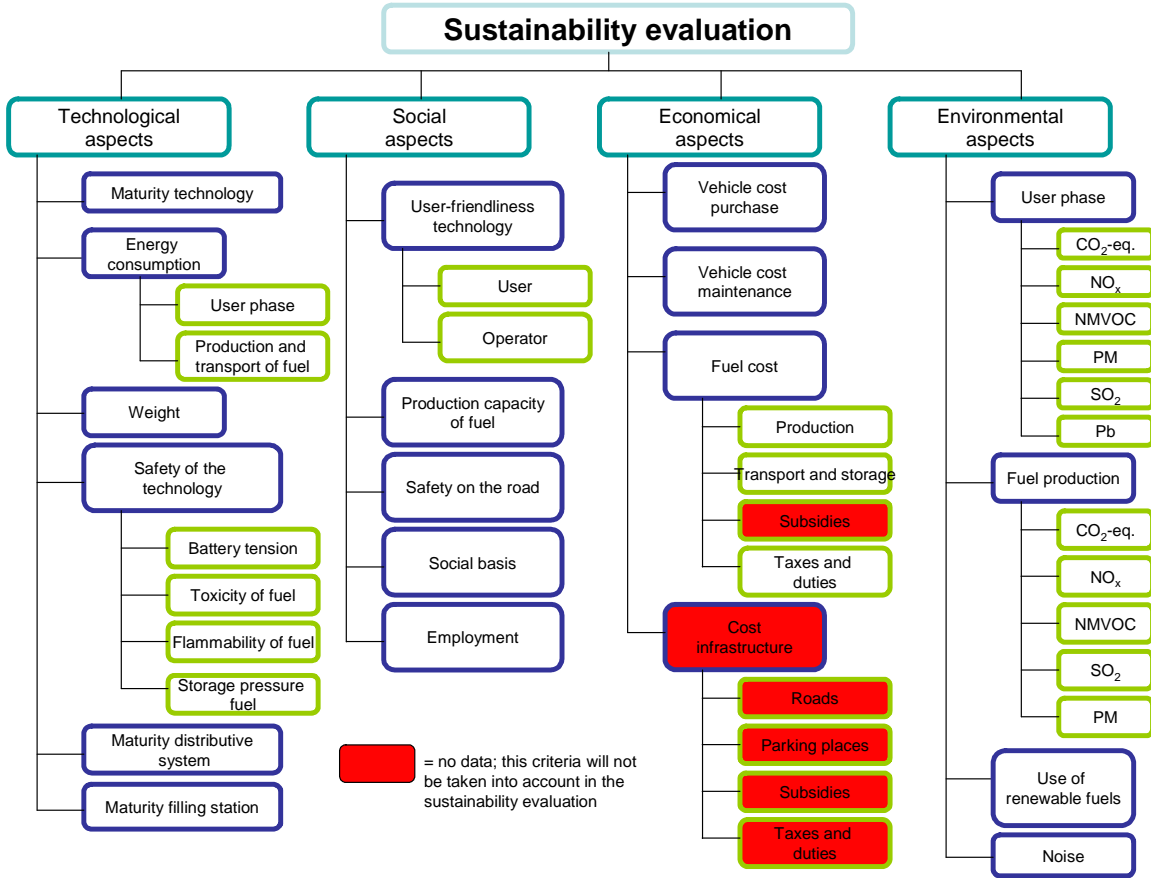 Sustainability evaluation
Technological
aspects
Maturity technology
Energy
consumption
User phase
Production and
transport of fuel
Weight
Safety of the
technology
Battery tension
Toxicity of fuel
Flammability of fuel
Storage pressure
fuel
Maturity distributive
system
Maturity filling station
Social
aspects
User-friendliness
technology
User
Operator
Production capacity
of fuel
Safety on the road
Social basis
Employment
= no data; this criteria will not
be taken into account in the
sustainability evaluation
Economical
aspects
Vehicle cost
purchase
Vehicle cost
maintenance
Fuel cost
Production
Transport and storage
Subsidies
Taxes and
duties
Cost
infrastructure
Roads
Parking places
Subsidies
Taxes and
duties
Environmental
aspects
User phase
CO₂-eq.
NOₓ
NMVOC
PM
SO₂
Pb
Fuel production
CO₂-eq.
NOₓ
NMVOC
SO₂
PM
Use of
renewable fuels
Noise